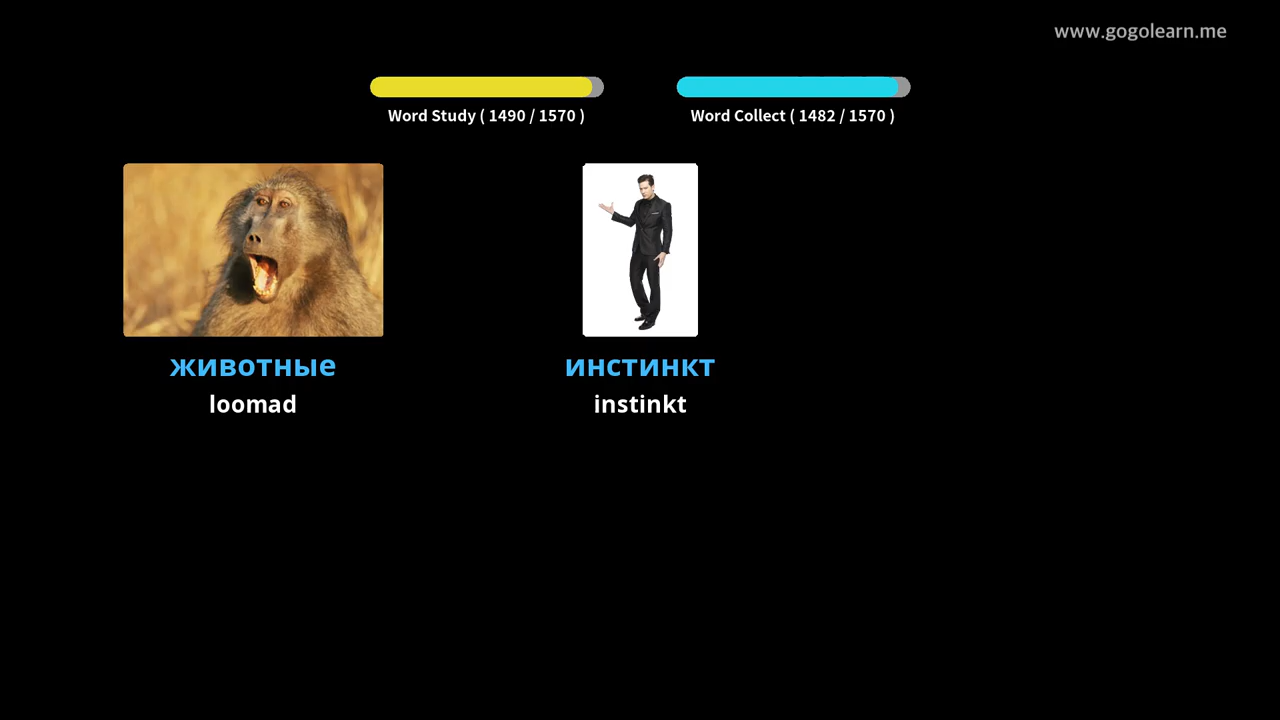 www.gogolearn.me
Word Study ( 1490 / 1570 )
Word Collect ( 1482 / 1570 )
животные
loomad
инстинкт
instinkt